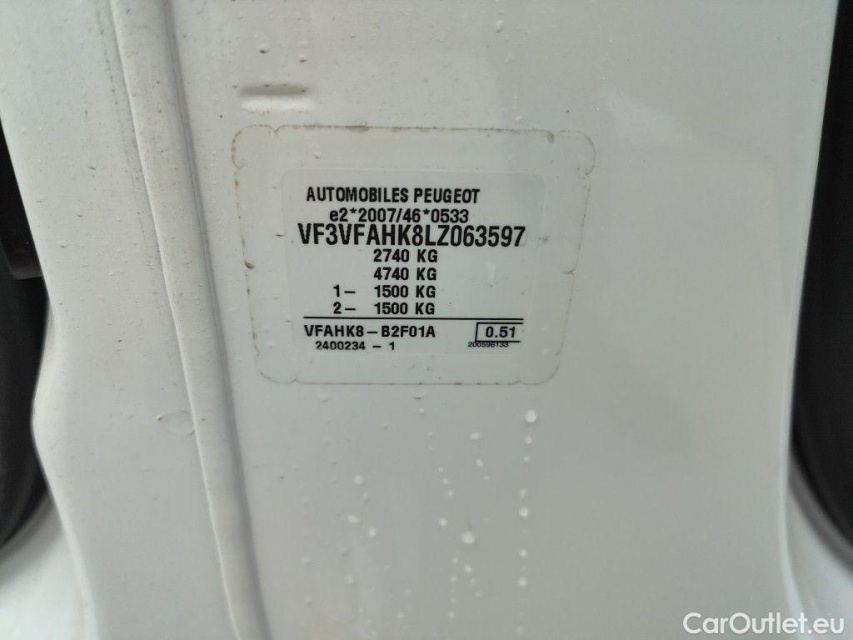 AUTOMOBILES PEUGEOT
e2*2007/46*0533
VF3VFAHK8LZ063597
2740 KG
4740 KG
1- 1500 KG
2- 1500 KG
VFAHK8-B2F01A 0.51
2400234 - 1 200596133
CarOutlet.eu